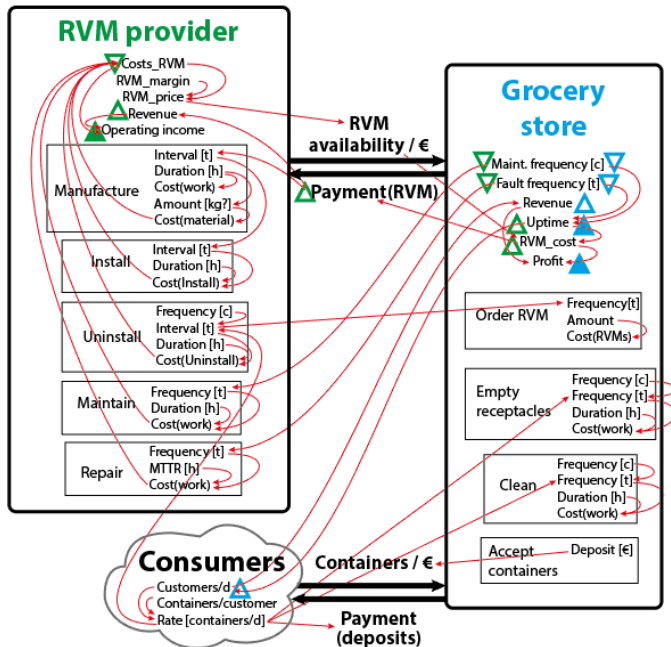 RVM provider
Costs_RVM
RVM_margin
RVM_price
Revenue
Operating income
Manufacture
Interval [t]
Duration [h]
Cost(work)
Amount [kg?]
Cost(material)
Install
Interval [t]
Duration [h]
Cost(Install)
Uninstall
Frequency [c]
Interval [t]
Duration [h]
Cost(Uninstall)
Maintain
Frequency [t]
Duration [h]
Cost(work)
Repair
Frequency [t]
MTTR [h]
Cost(work)
RVM
availability / €
Payment(RVM)
Grocery
store
Maint. frequency [c]
Fault frequency [t]
Revenue
Uptime
RVM_cost
Profit
Order RVM
Frequency[t]
Amount
Cost(RVMs)
Empty
receptacles
Frequency [c]
Frequency [t]
Duration [h]
Cost(work)
Clean
Frequency [c]
Frequency [t]
Duration [h]
Cost(work)
Accept
containers
Deposit [€]
Consumers
Customers/d
Containers/customer
Rate [containers/d]
Containers / €
Payment
(deposits)